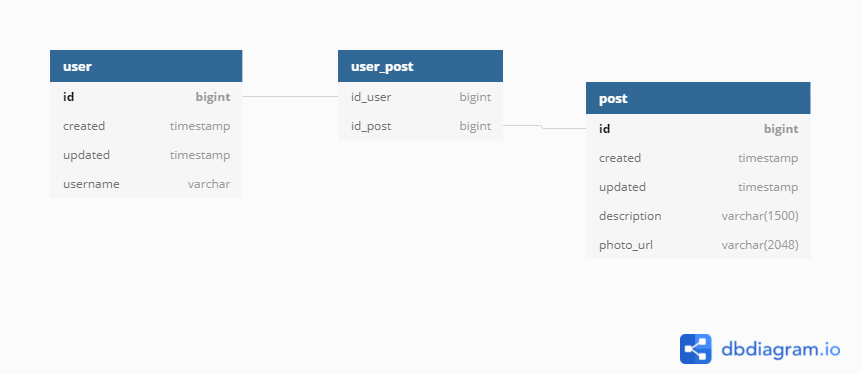 user
id bigint
created timestamp
updated timestamp
username varchar
user_post
id_user bigint
id_post bigint
post
id bigint
created timestamp
updated timestamp
description varchar(1500)
photo_url varchar(2048)
dbdiagram.io